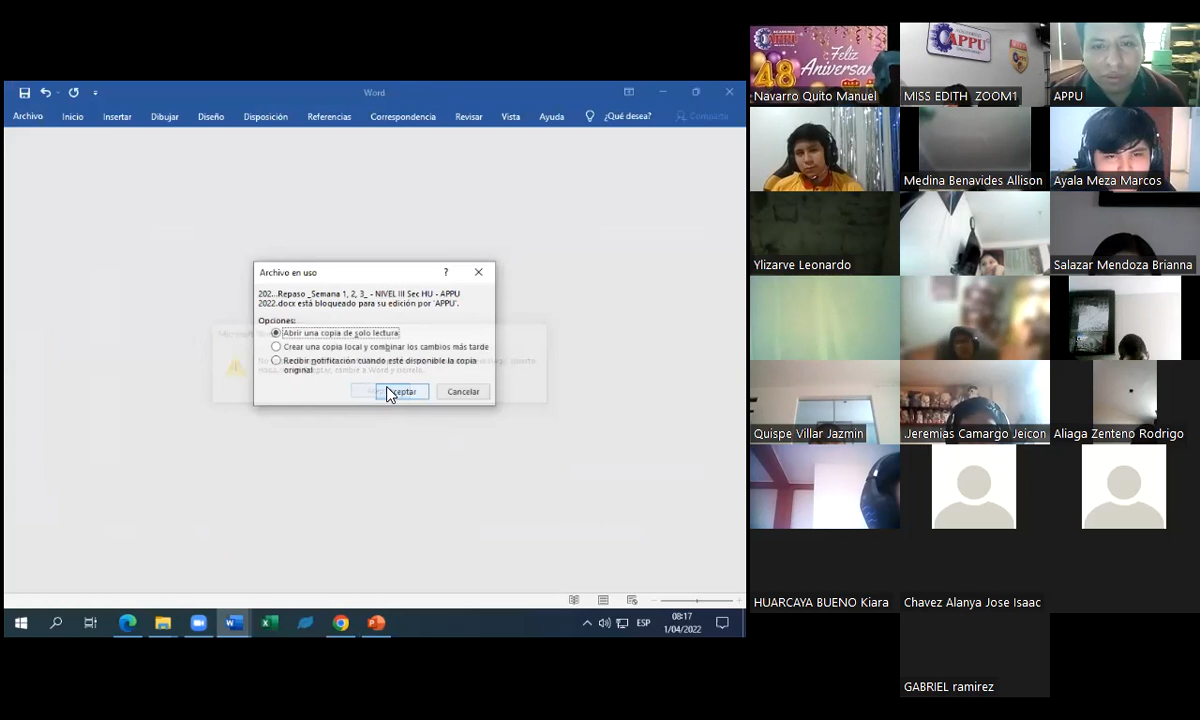 Word
Archivo
Inicio
Insertar
Dibujar
Diseño
Disposición
Referencias
Correspondencia
Revisar
Vista
Ayuda
¿Qué desea?
Compartir
Archivo en uso
?
202...Repaso _Semana 1, 2, 3_ - NIVEL III Sec HU - APPU
2022.docx está bloqueado para su edición por 'APPU'.
Opciones:
Abrir una copia de solo lectura
Crear una copia local y combinar los cambios más tarde
Recibir notificación cuando esté disponible la copia
original
Aceptar
Cancelar
ESP
08:17
1/04/2022
ACADEMIA
APPU
Feliz
48 Aniversar
Navarro Quito Manuel
APPU
MISS EDITH ZOOM1
APPU
Medina Benavides Allison
Ayala Meza Marcos
Ylizarve Leonardo
Salazar Mendoza Brianna
Quispe Villar Jazmin
.Jeremias Camargo Jeicon
Aliaga Zenteno Rodrigo
HUARCAYA BUENO Kiara
Chavez Alanya Jose Isaac
GABRIEL ramirez